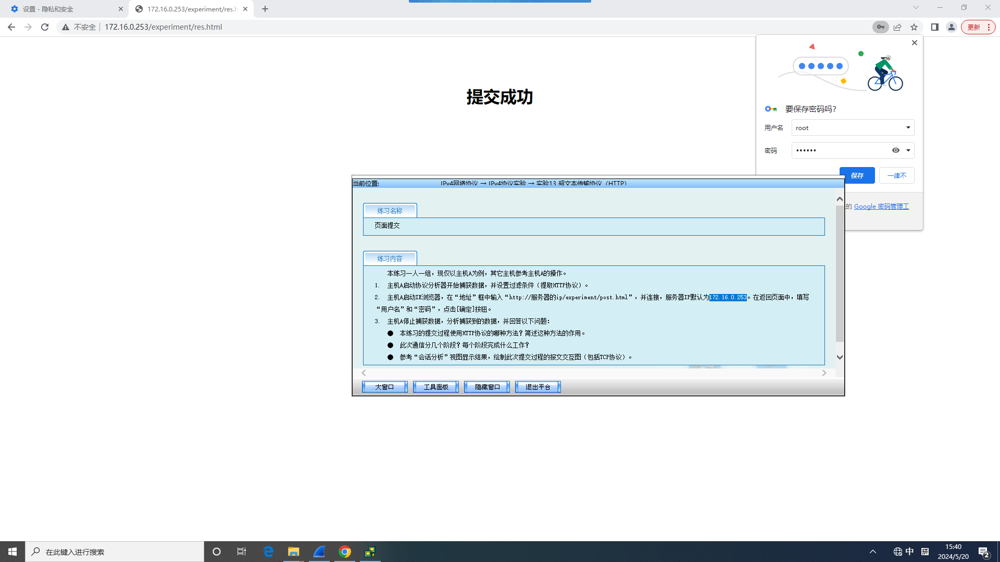 设置 - 隐私和安全
172.16.0.253/experiment/res.h
不安全
172.16.0.253/experiment/res.html
更新
提交成功
要保存密码吗?
用户名
root
密码
••••••
保存
一律不
的 Google 密码管理工
当前位置:
IPv4网络协议 → IPv4协议实验 → 实验13 超文本传输协议 (HTTP)
练习名称
页面提交
练习内容
本练习一人一组，现仅以主机A为例，其它主机参考主机A的操作。
1. 主机A启动协议分析器开始捕获数据，并设置过滤条件（提取HTTP协议）。
2. 主机A启动IE浏览器，在“地址”框中输入“http://服务器的ip/experiment/post.html”，并连接，服务器IP默认为172.16.0.253。在返回页面中，填写
“用户名”和“密码”，点击[确定]按钮。
3. 主机A停止捕获数据，分析捕获到的数据，并回答以下问题：
● 本练习的提交过程使用HTTP协议的哪种方法？简述这种方法的作用。
● 此次通信分几个阶段？每个阶段完成什么工作？
● 参考“会话分析”视图显示结果，绘制此次提交过程的报文交互图（包括TCP协议）。
大窗口
工具面板
隐藏窗口
退出平台
在此键入进行搜索
中
拼
15:40
2024/5/20
2